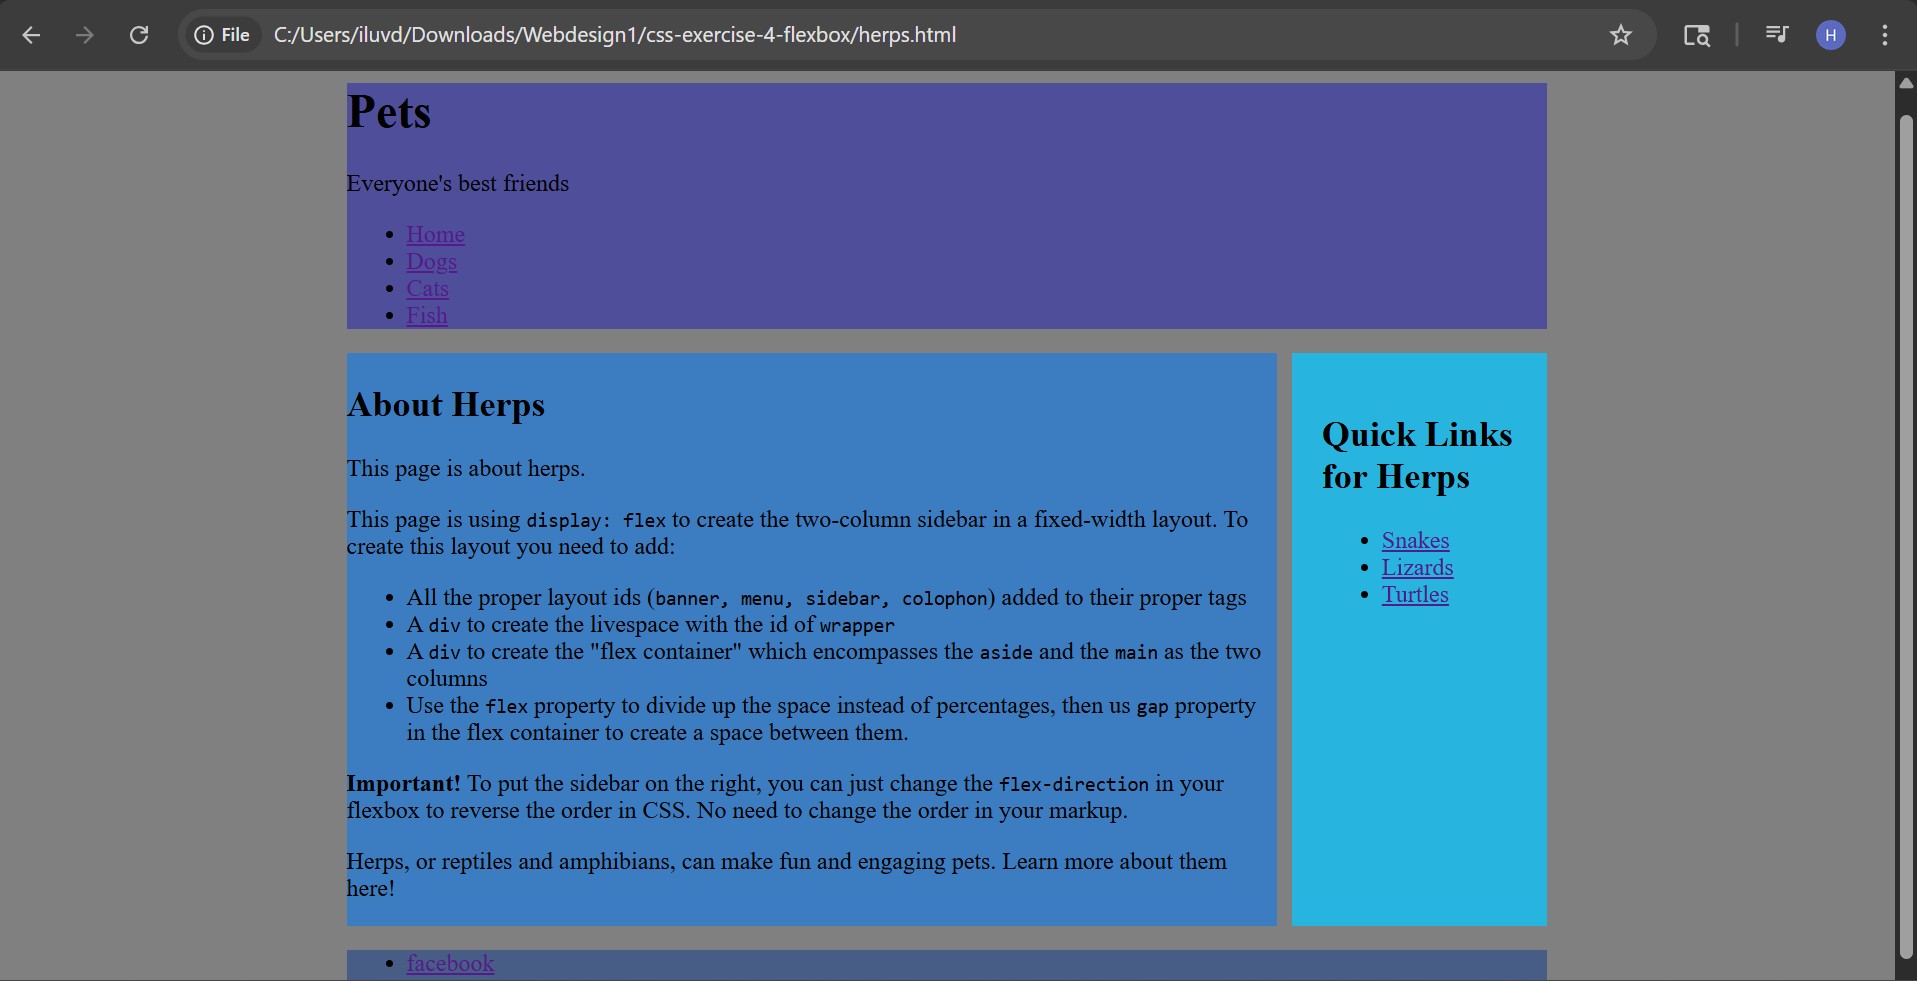 File
C:/Users/iluvd/Downloads/Webdesign1/css-exercise-4-flexbox/herps.html
H
Pets
Everyone's best friends
Home
Dogs
Cats
Fish
About Herps
This page is about herps.
This page is using display: flex to create the two-column sidebar in a fixed-width layout. To
create this layout you need to add:
All the proper layout ids (banner, menu, sidebar, colophon) added to their proper tags
A div to create the livespace with the id of wrapper
A div to create the "flex container" which encompasses the aside and the main as the two
columns
Use the flex property to divide up the space instead of percentages, then us gap property
in the flex container to create a space between them.
Important! To put the sidebar on the right, you can just change the flex-direction in your
flexbox to reverse the order in CSS. No need to change the order in your markup.
Herps, or reptiles and amphibians, can make fun and engaging pets. Learn more about them
here!
Quick Links
for Herps
Snakes
Lizards
Turtles
facebook